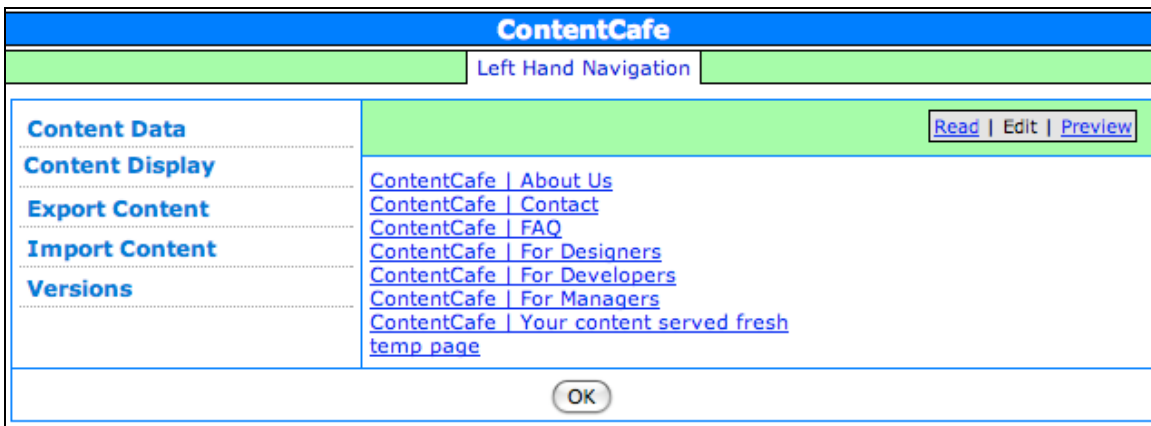 ContentCafe
Left Hand Navigation
Content Data
Content Display
Export Content
Import Content
Versions
Read | Edit | Preview
ContentCafe | About Us
ContentCafe | Contact
ContentCafe | FAQ
ContentCafe | For Designers
ContentCafe | For Developers
ContentCafe | For Managers
ContentCafe | Your content served fresh
temp page
OK